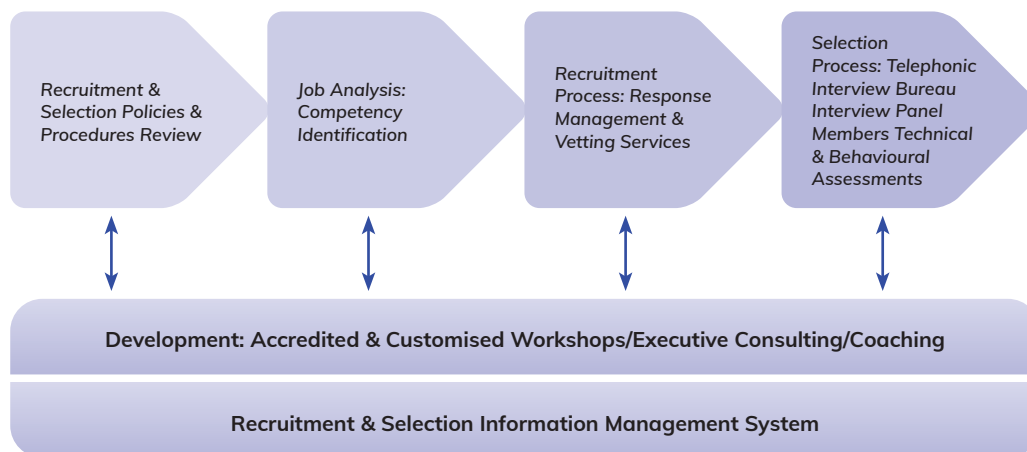 Recruitment &
Selection Policies &
Procedures Review
Job Analysis:
Competency
Identification
Recruitment
Process: Response
Management &
Vetting Services
Selection
Process: Telephonic
Interview Bureau
Interview Panel
Members Technical
& Behavioural
Assessments
Development: Accredited & Customised Workshops/Executive Consulting/Coaching
Recruitment & Selection Information Management System